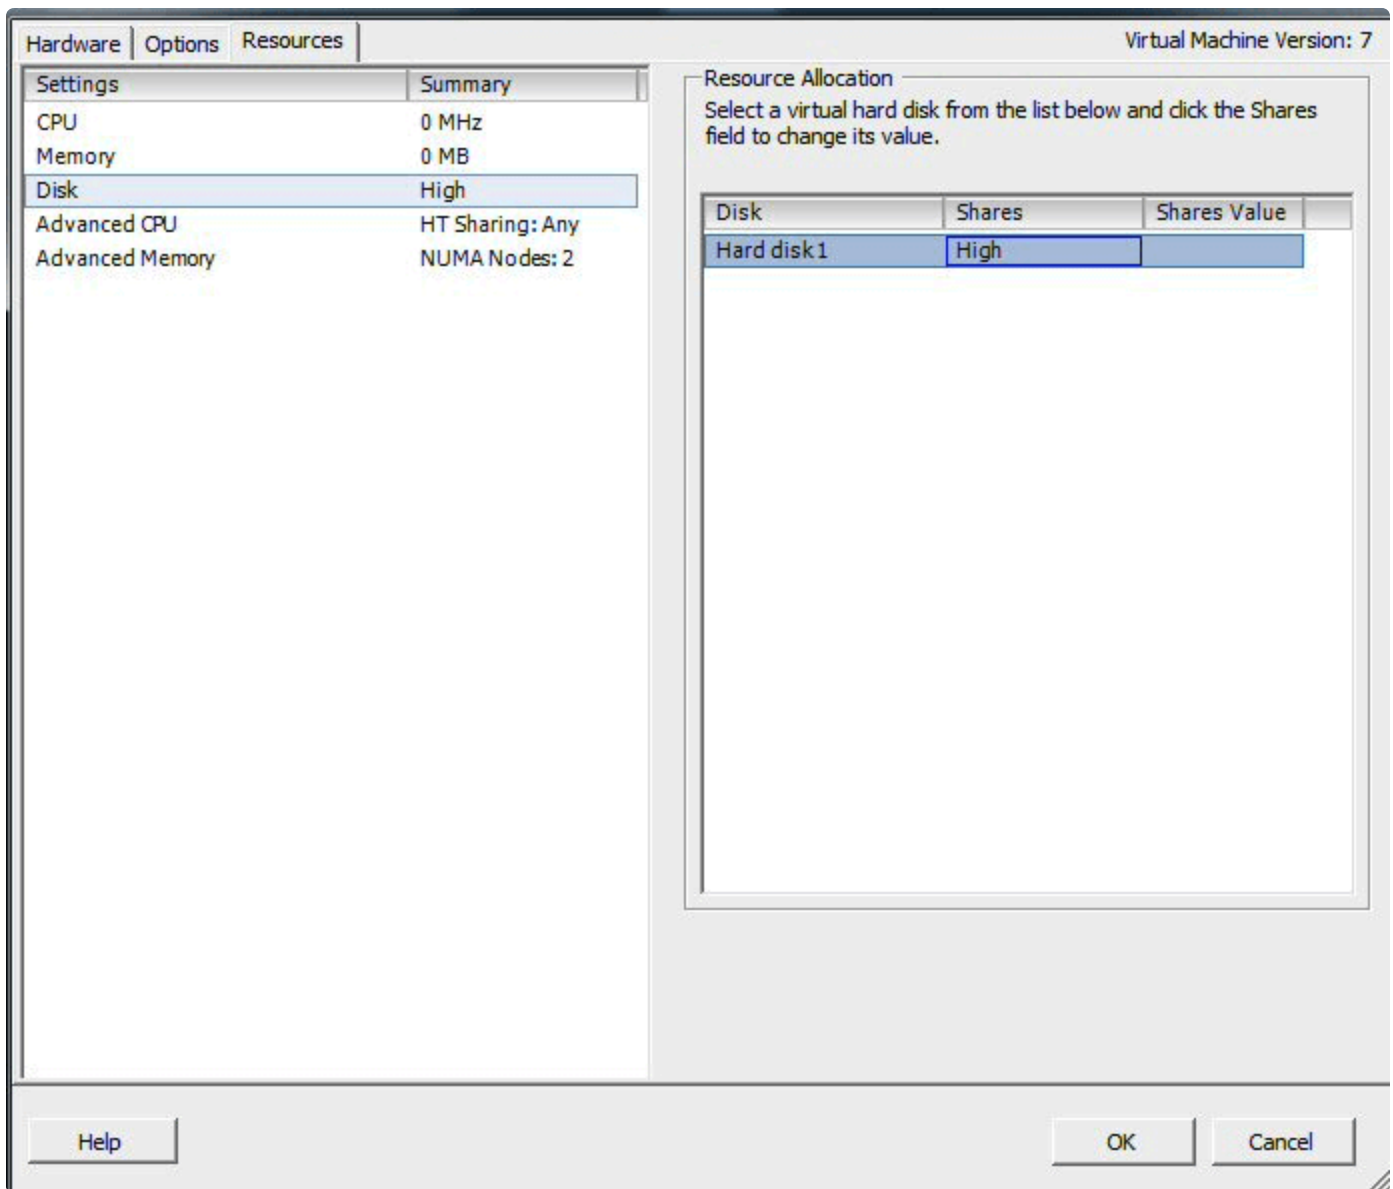 Hardware Options Resources Virtual Machine Version: 7
Settings Summary
CPU 0 MHz
Memory 0 MB
Disk High
Advanced CPU HT Sharing: Any
Advanced Memory NUMA Nodes: 2
Resource Allocation
Select a virtual hard disk from the list below and click the Shares
field to change its value.
Disk Shares Shares Value
Hard disk 1 High
Help OK Cancel